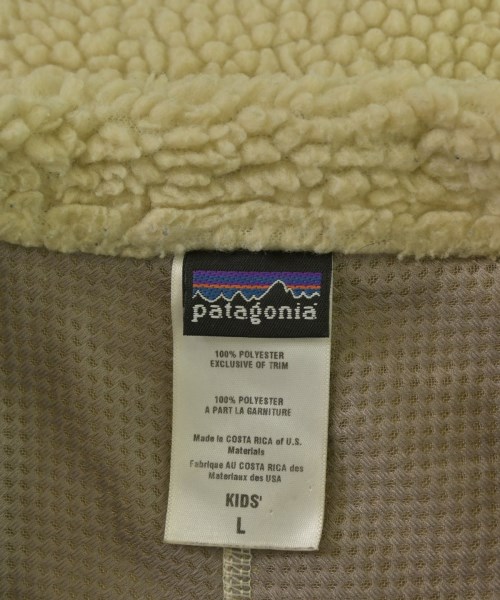 patagonia
100% POLYESTER
EXCLUSIVE OF TRIM
100% POLYESTER
A PART LA GARNITURE
Made in COSTA RICA of U.S.
Materials
Fabrique AU COSTA RICA des
Materiaux des USA
KIDS'
L